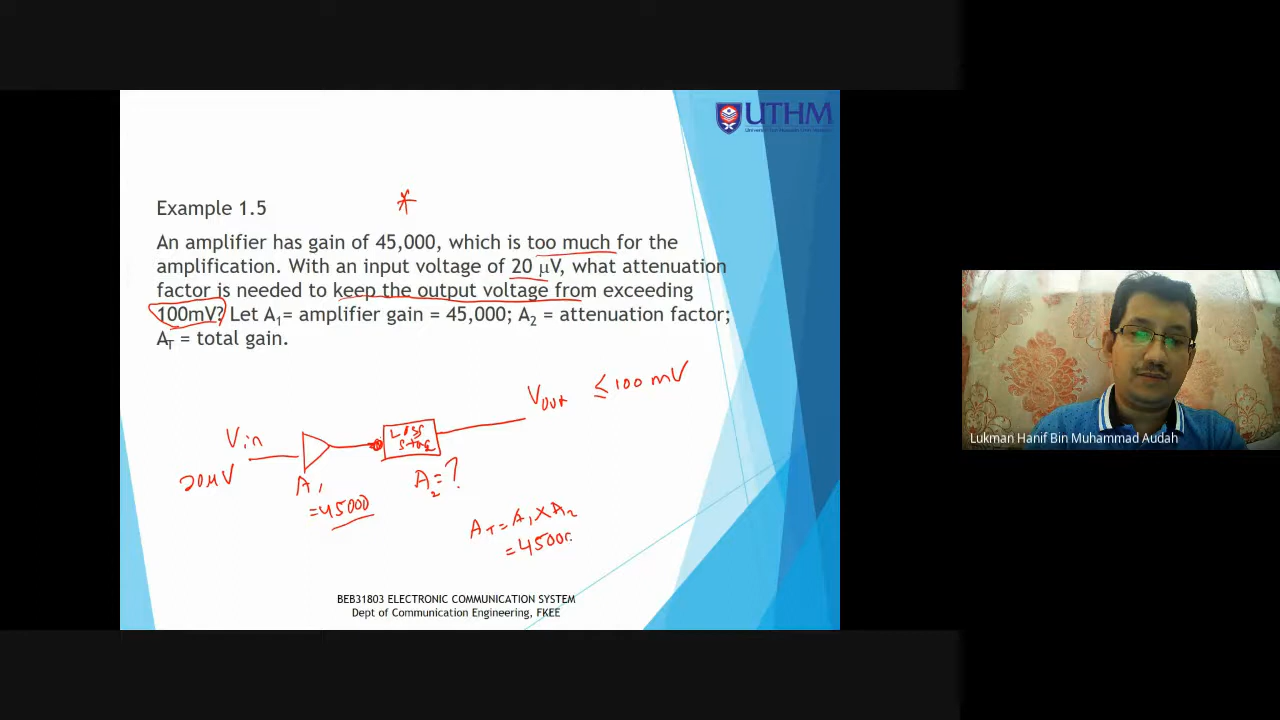 UTHM
Example 1.5
*
An amplifier has gain of 45,000, which is too much for the
amplification. With an input voltage of 20 μV, what attenuation
factor is needed to keep the output voltage from exceeding
100mV? Let A1= amplifier gain = 45,000; A2 = attenuation factor;
AT = total gain.
Vout ≤ 100 mV
Vin
Loss
stage
20μV
A1
A2=?
=45000
AT=A1×A2
=4500
Lukman Hanif Bin Muhammad Audah
BEB31803 ELECTRONIC COMMUNICATION SYSTEM
Dept of Communication Engineering, FKEE